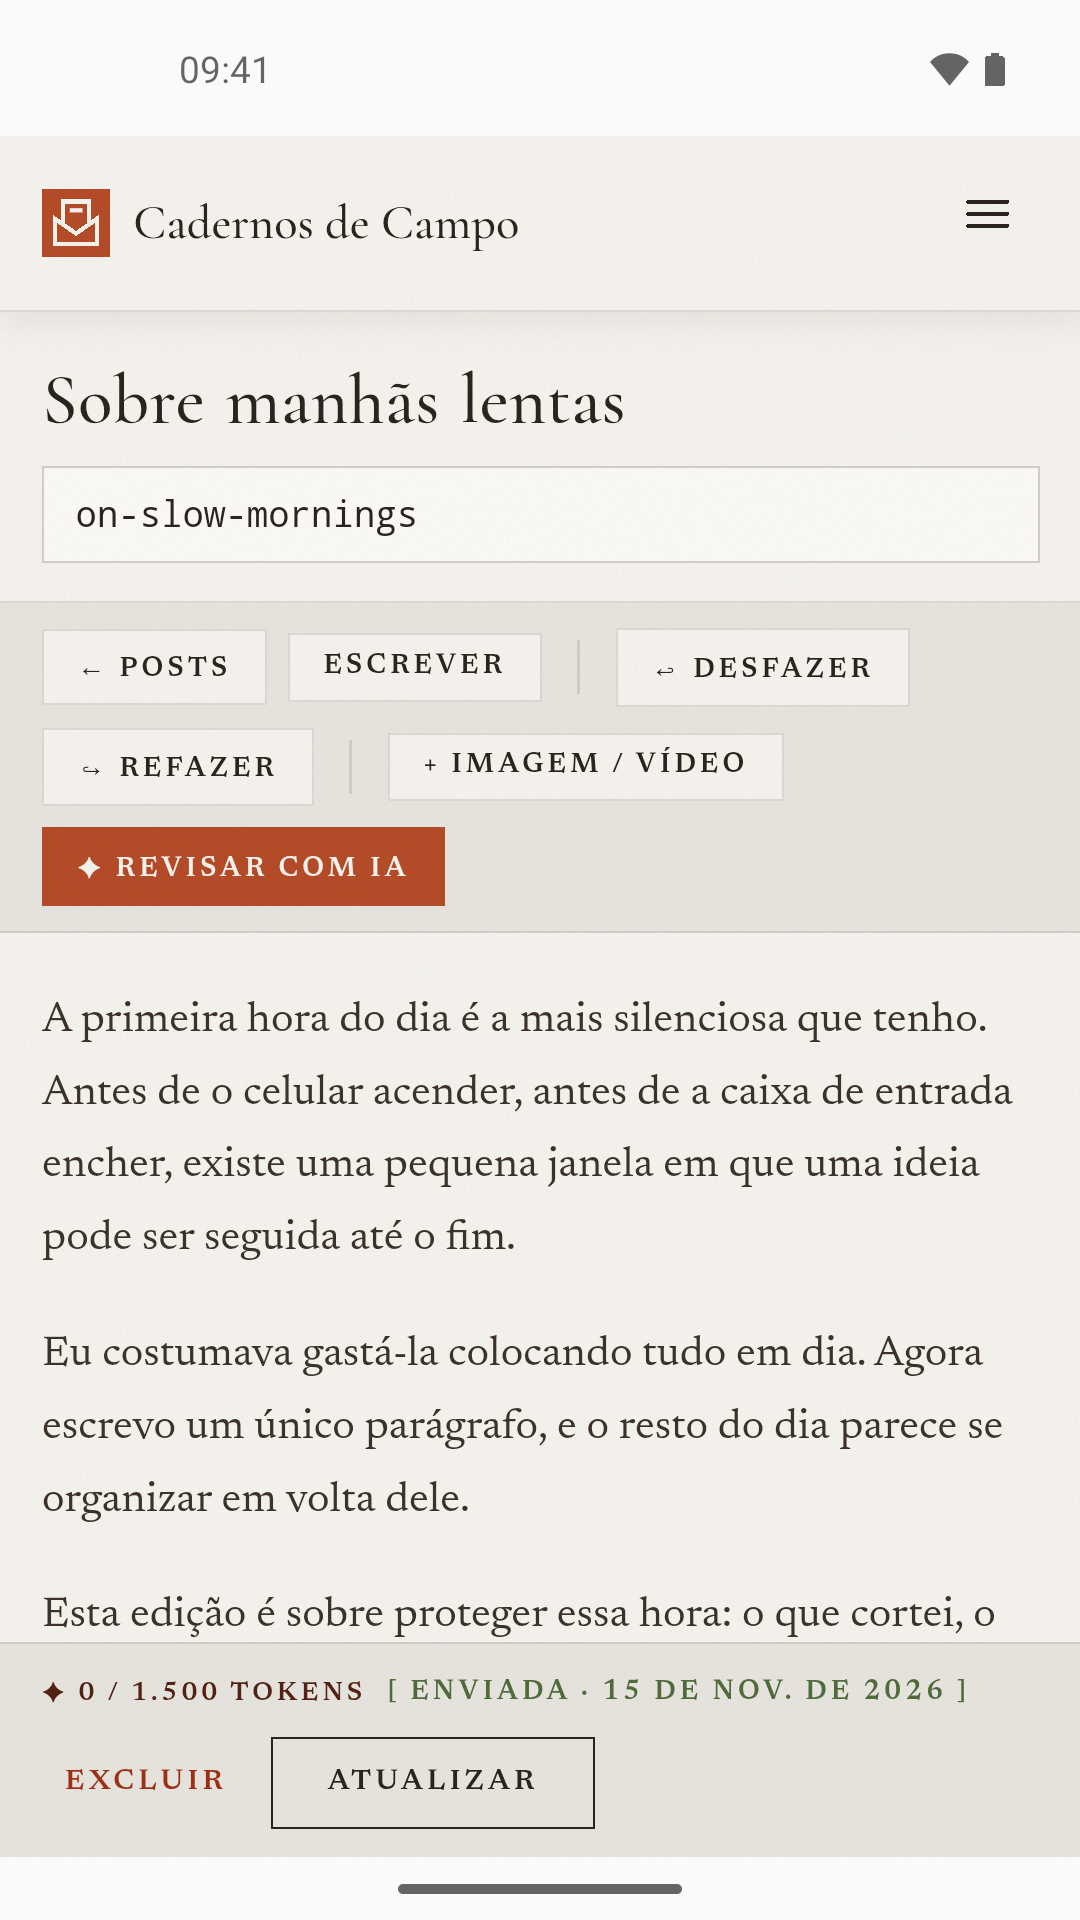 09:41
Cadernos de Campo
Sobre manhãs lentas
on-slow-mornings
← POSTS
ESCREVER
↩ DESFAZER
↪ REFAZER
+ IMAGEM / VÍDEO
✦ REVISAR COM IA
A primeira hora do dia é a mais silenciosa que tenho.
Antes de o celular acender, antes de a caixa de entrada
encher, existe uma pequena janela em que uma ideia
pode ser seguida até o fim.
Eu costumava gastá-la colocando tudo em dia. Agora
escrevo um único parágrafo, e o resto do dia parece se
organizar em volta dele.
Esta edição é sobre proteger essa hora: o que cortei, o
✦ 0 / 1.500 TOKENS
[ ENVIADA · 15 DE NOV. DE 2026 ]
EXCLUIR
ATUALIZAR